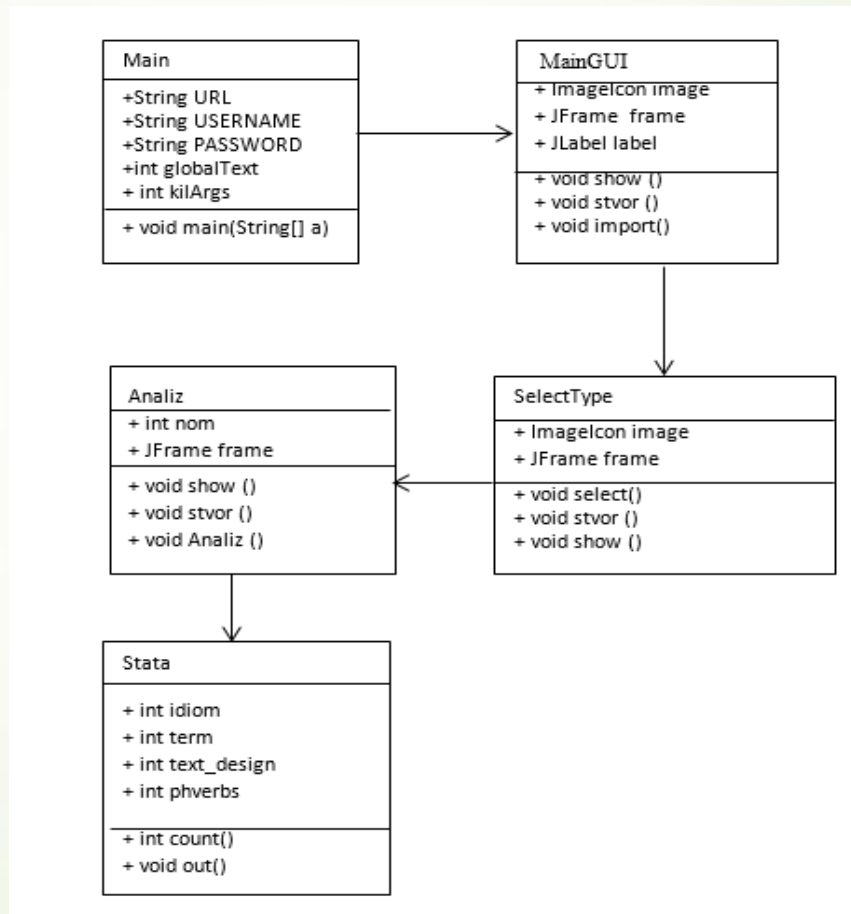 Main
+String URL
+String USERNAME
+String PASSWORD
+int globalText
+ int kilArgs
+ void main(String[] a)
MainGUI
+ ImageIcon image
+ JFrame frame
+ JLabel label
+ void show ()
+ void stvor ()
+ void import()
SelectType
+ ImageIcon image
+ JFrame frame
+ void select()
+ void stvor ()
+ void show ()
Analiz
+ int nom
+ JFrame frame
+ void show ()
+ void stvor ()
+ void Analiz ()
Stata
+ int idiom
+ int term
+ int text_design
+ int phverbs
+ int count()
+ void out()